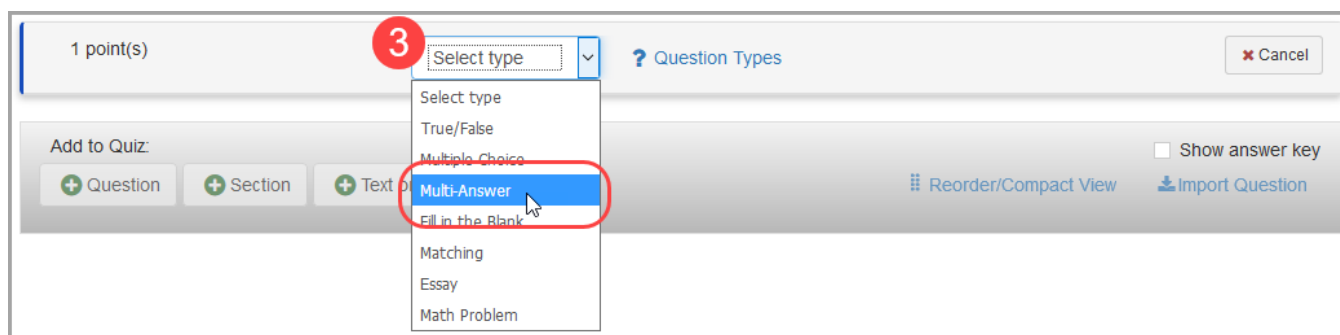 1 point(s)
3
Select type
? Question Types
Cancel
Select type
True/False
Multiple Choice
Multi-Answer
Fill in the Blank
Matching
Essay
Math Problem
Add to Quiz:
Question
Section
Text
Show answer key
Reorder/Compact View
Import Question